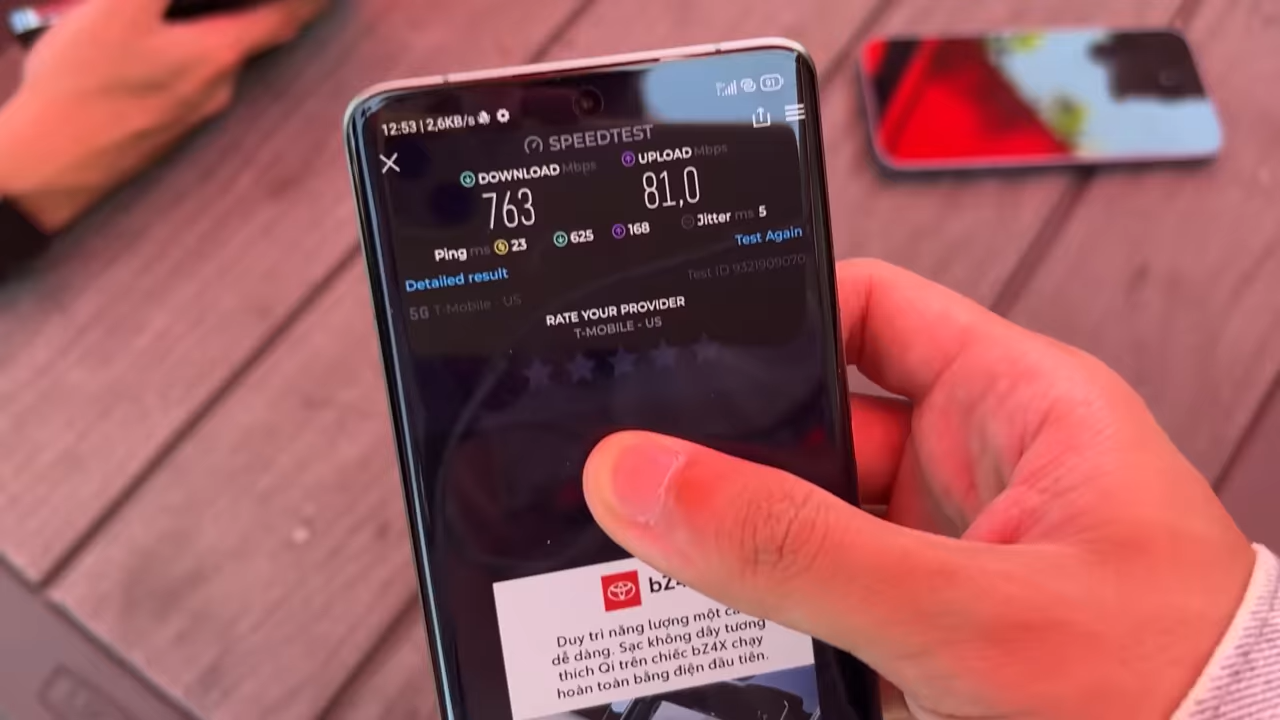 12:53 | 2,6KB/s
91
SPEEDTEST
DOWNLOAD Mbps
UPLOAD Mbps
763
81,0
Ping ms 23
625
168
Jitter ms 5
Detailed result
Test Again
5G T-Mobile - US
Test ID 9321909070
RATE YOUR PROVIDER
T-MOBILE - US
Duy trì năng lượng một
dễ dàng. Sạc không dây tương
thích Qi trên chiếc bZ4X chạy
hoàn toàn bằng điện đầu tiên.